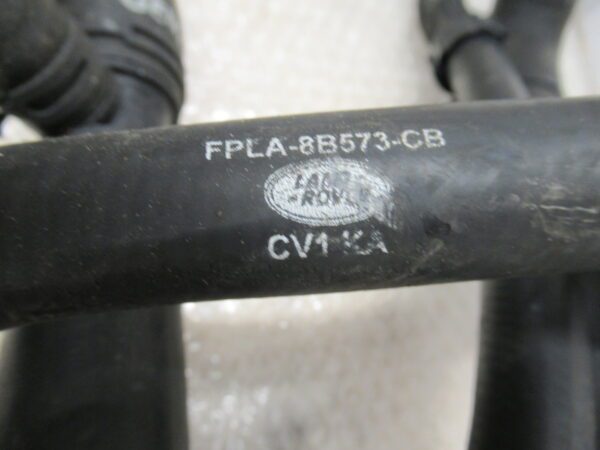 FPLA-8B573-CB
LAND
-ROVER
CV1 KA